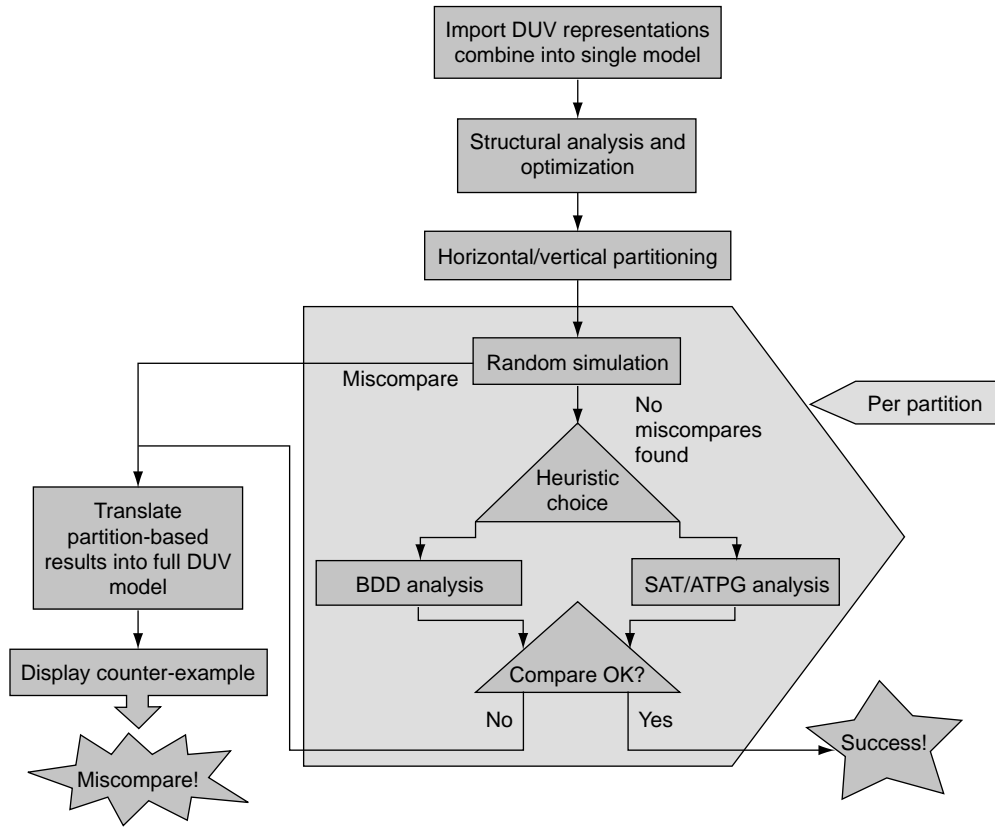 Import DUV representations
combine into single model
Structural analysis and
optimization
Horizontal/vertical partitioning
Random simulation
Miscompare
No
miscompares
found
Per partition
Heuristic
choice
Translate
partition-based
results into full DUV
model
BDD analysis
SAT/ATPG analysis
Display counter-example
Compare OK?
No
Yes
Success!
Miscompare!